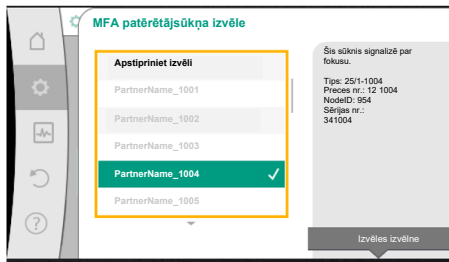 MFA patērētājsūkņa izvēle
Apstipriniet izvēli
PartnerName_1001
PartnerName_1002
PartnerName_1003
PartnerName_1004
PartnerName_1005
Šis sūknis signalizē par
fokusu.
Tips: 25/1-1004
Preces nr.: 12 1004
NodeID: 954
Sērijas nr.:
341004
Izvēles izvēlne